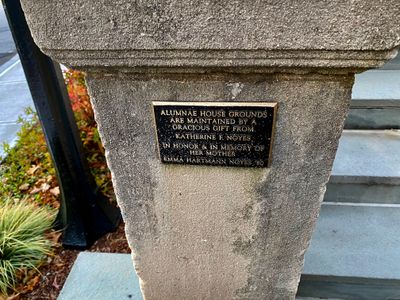 ALUMNAE HOUSE GROUNDS
ARE MAINTAINED BY A
GRACIOUS GIFT FROM
KATHERINE F. NOYES
IN HONOR & IN MEMORY OF
HER MOTHER
EMMA HARTMANN NOYES, '80